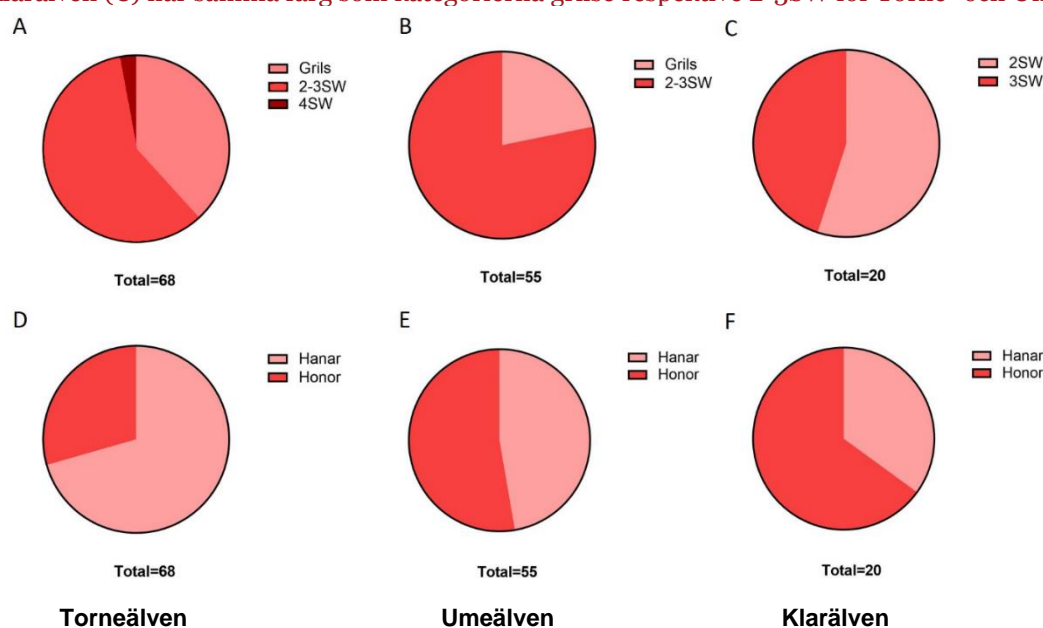 Klarälven (C) har samma färg som kategorierna grilse respektive 2-3SW för Torne- och
A B C
Grils
2-3SW
4SW
Grils
2-3SW
2SW
3SW
Total=68 Total=55 Total=20
D E F
Hanar
Honor
Hanar
Honor
Hanar
Honor
Total=68 Total=55 Total=20
Torneälven Umeälven Klarälven